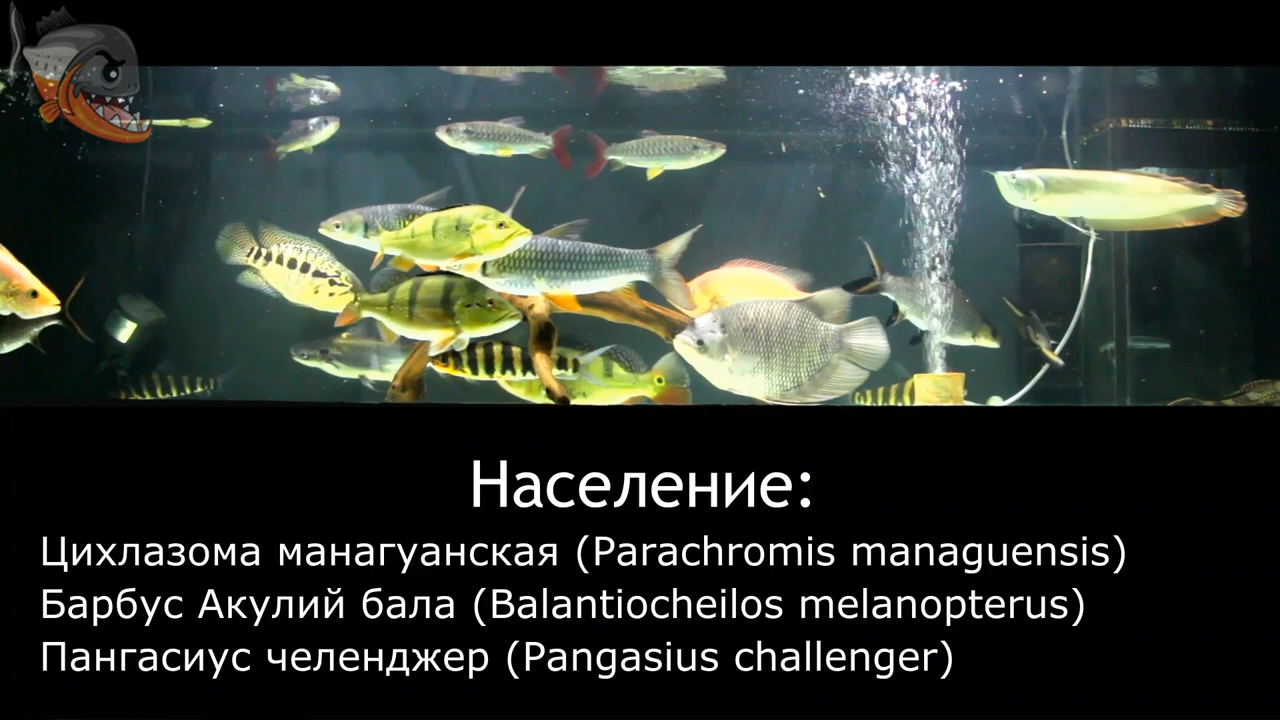 Население:
Цихлазома манагуанская (Parachromis managuensis)
Барбус Акулий бала (Balantiocheilos melanopterus)
Пангасиус челенджер (Pangasius challenger)